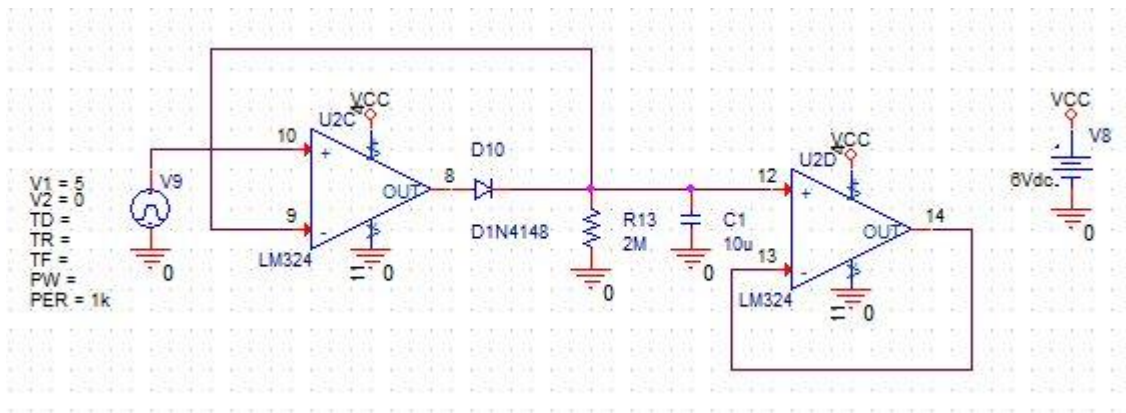 VCC
U2C
10
+
V9
V1 = 5
V2 = 0
TD =
TR =
TF =
PW =
PER = 1k
0
9
-
OUT
8
LM324
11
0
D10
D1N4148
R13
2M
0
C1
10u
0
VCC
U2D
12
+
OUT
14
13
-
LM324
11
0
VCC
V8
6Vdc
0